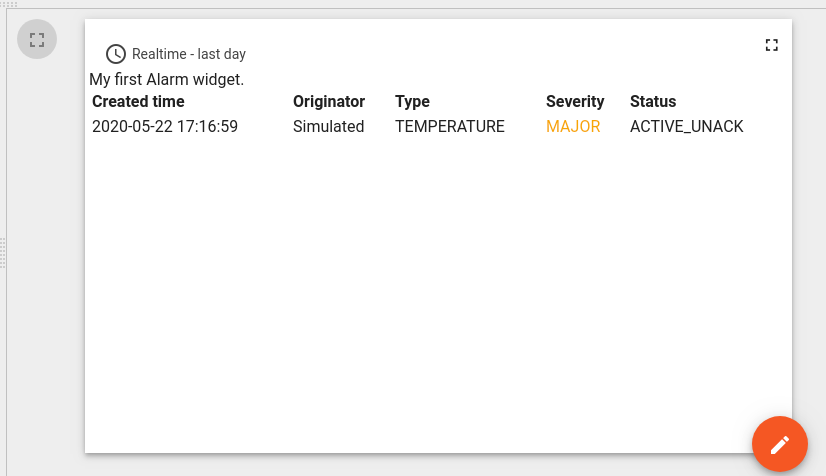 Realtime - last day
My first Alarm widget.
Created time Originator Type Severity Status
2020-05-22 17:16:59 Simulated TEMPERATURE MAJOR ACTIVE_UNACK